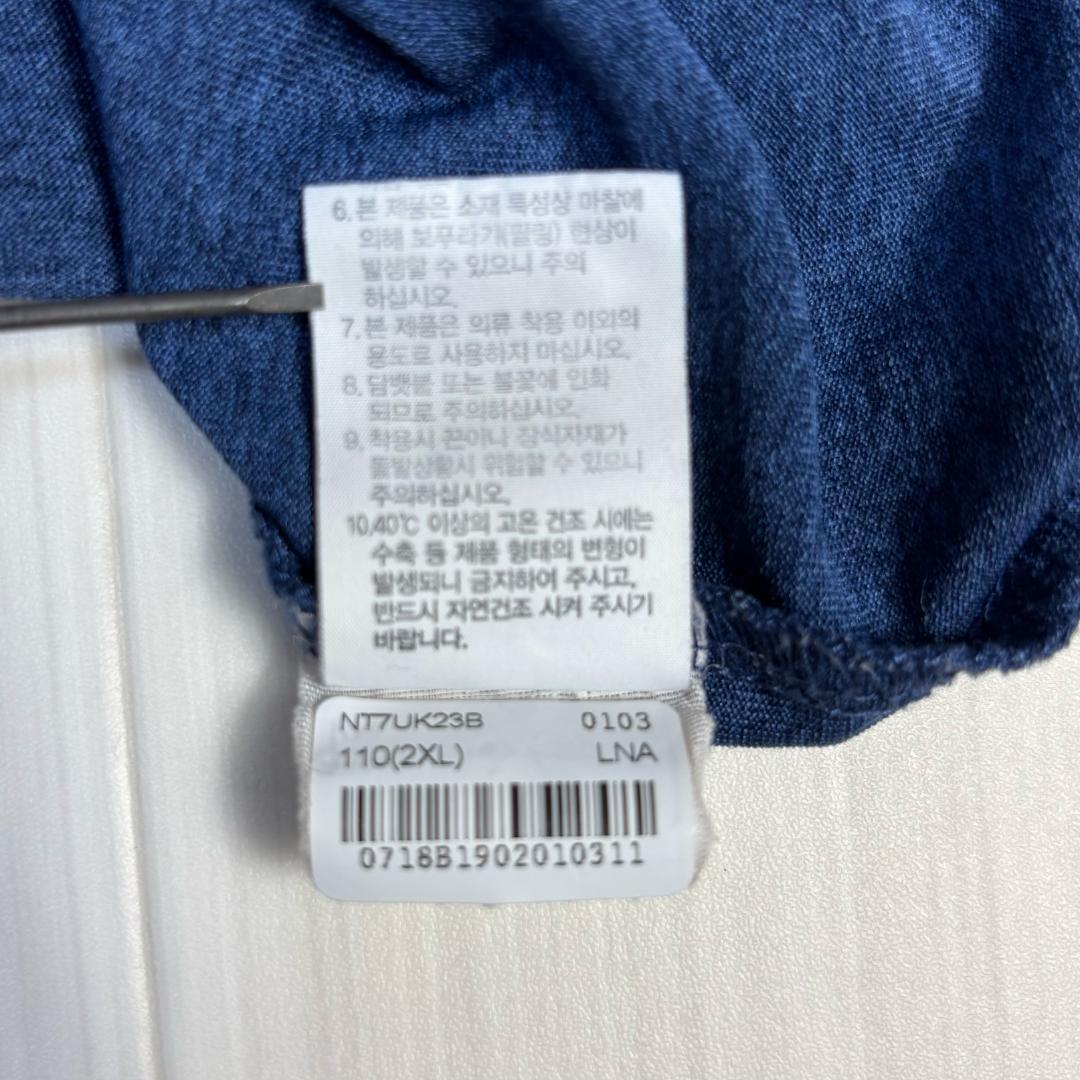 6. 본 제품은 소재 특성상 마찰에
의해 보푸라기(필링) 현상이
발생할 수 있으니 주의
하십시오.
7. 본 제품은 의류 착용 이외의
용도로 사용하지 마십시오.
8. 담뱃불 또는 불꽃에 인화
되므로 주의하십시오.
9. 착용시 끈이나 장식자재가
돌발상황시 위험할 수 있으니
주의하십시오.
10.40℃ 이상의 고온 건조 시에는
수축 등 제품 형태의 변형이
발생되니 금지하여 주시고,
반드시 자연건조 시켜 주시기
바랍니다.
NT7UK23B 0103
110(2XL) LNA
0718B1902010311